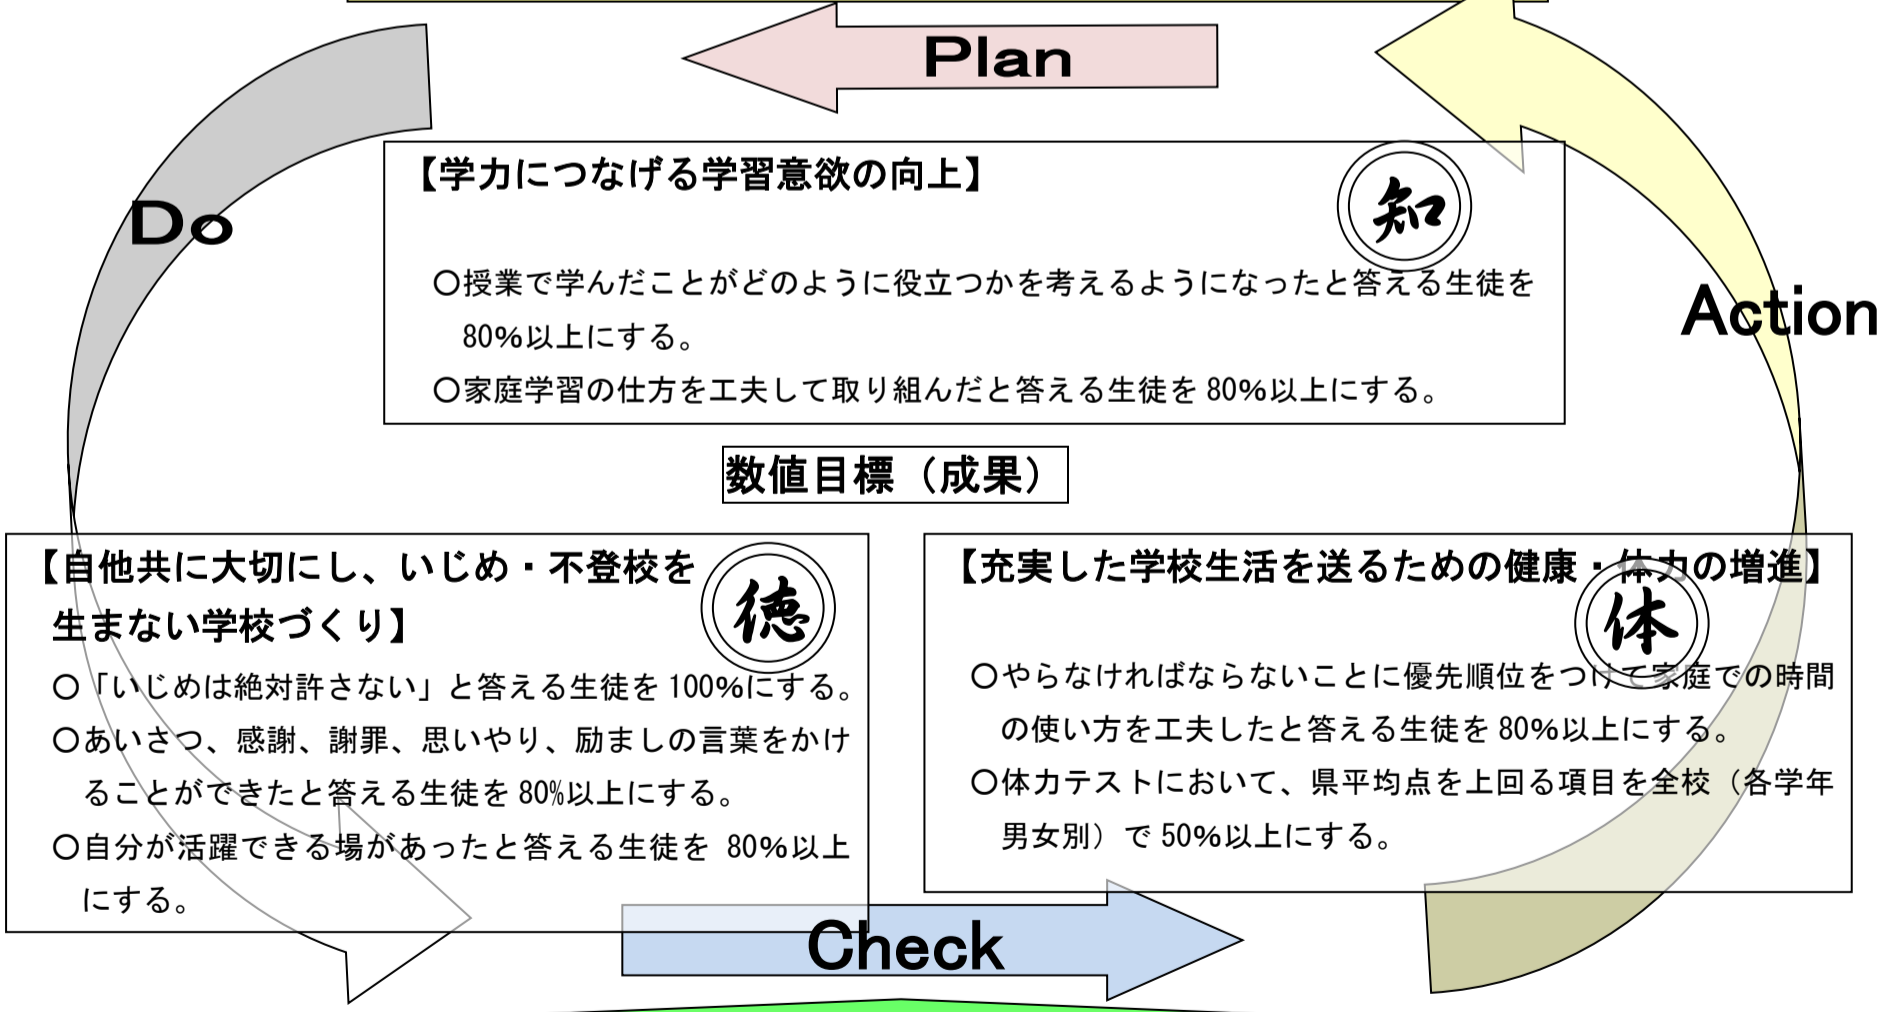 Plan
Do
【学力につなげる学習意欲の向上】
知
○授業で学んだことがどのように役立つかを考えるようになったと答える生徒を
80%以上にする。
○家庭学習の仕方を工夫して取り組んだと答える生徒を 80%以上にする。
Action
数値目標（成果）
【自他共に大切にし、いじめ・不登校を
生まない学校づくり】
徳
○「いじめは絶対許さない」と答える生徒を 100%にする。
○あいさつ、感謝、謝罪、思いやり、励ましの言葉をかけ
ることができたと答える生徒を 80%以上にする。
○自分が活躍できる場があったと答える生徒を 80%以上
にする。
【充実した学校生活を送るための健康・体力の増進】
体
○やらなければならないことに優先順位をつけて家庭での時間
の使い方を工夫したと答える生徒を 80%以上にする。
○体力テストにおいて、県平均点を上回る項目を全校（各学年
男女別）で 50%以上にする。
Check